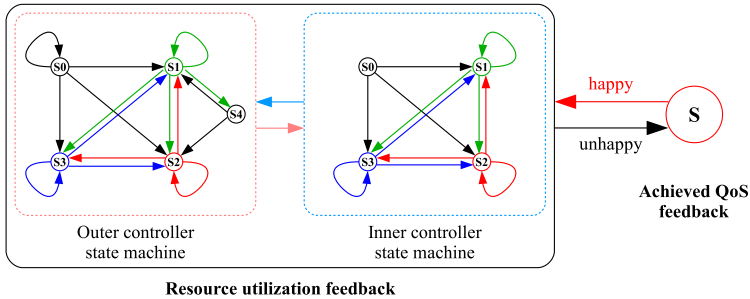 S0
S1
S4
S3
S2
Outer controller
state machine
S0
S1
S3
S2
Inner controller
state machine
happy
unhappy
S
Achieved QoS
feedback
Resource utilization feedback